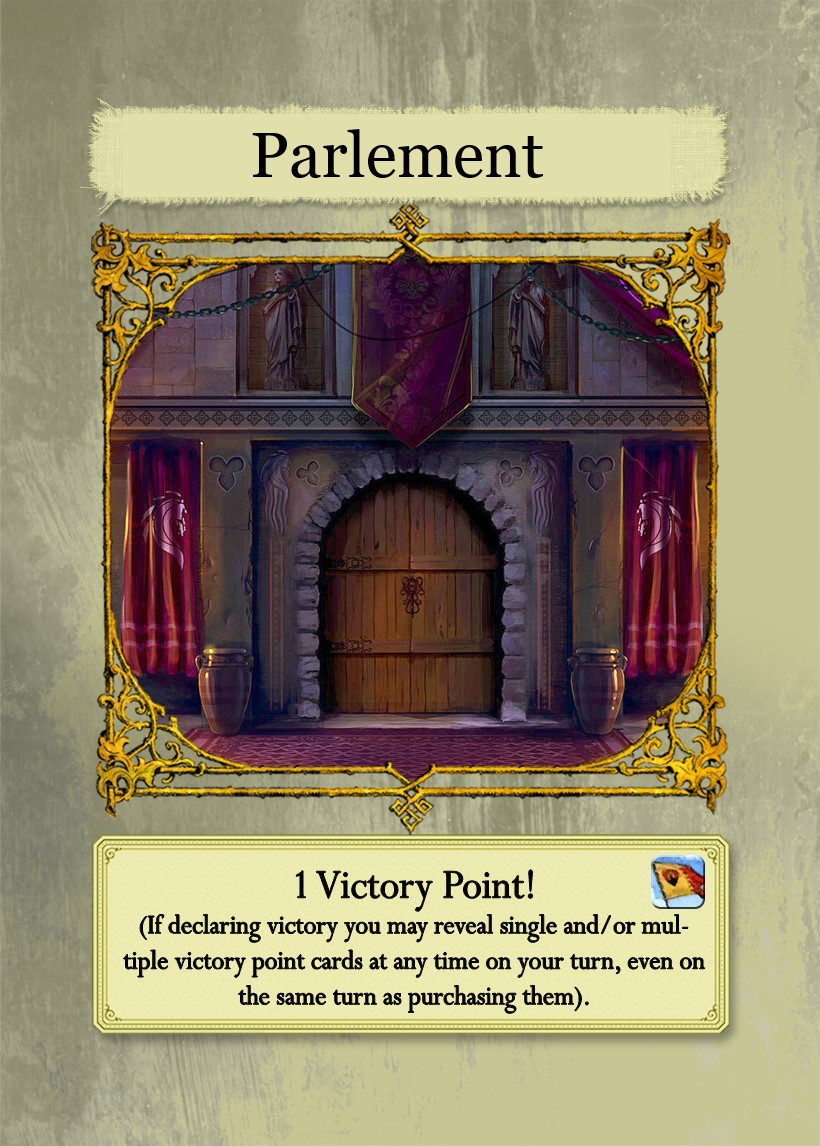 Parlement
1 Victory Point!
(If declaring victory you may reveal single and/or mul-
tiple victory point cards at any time on your turn, even on
the same turn as purchasing them).